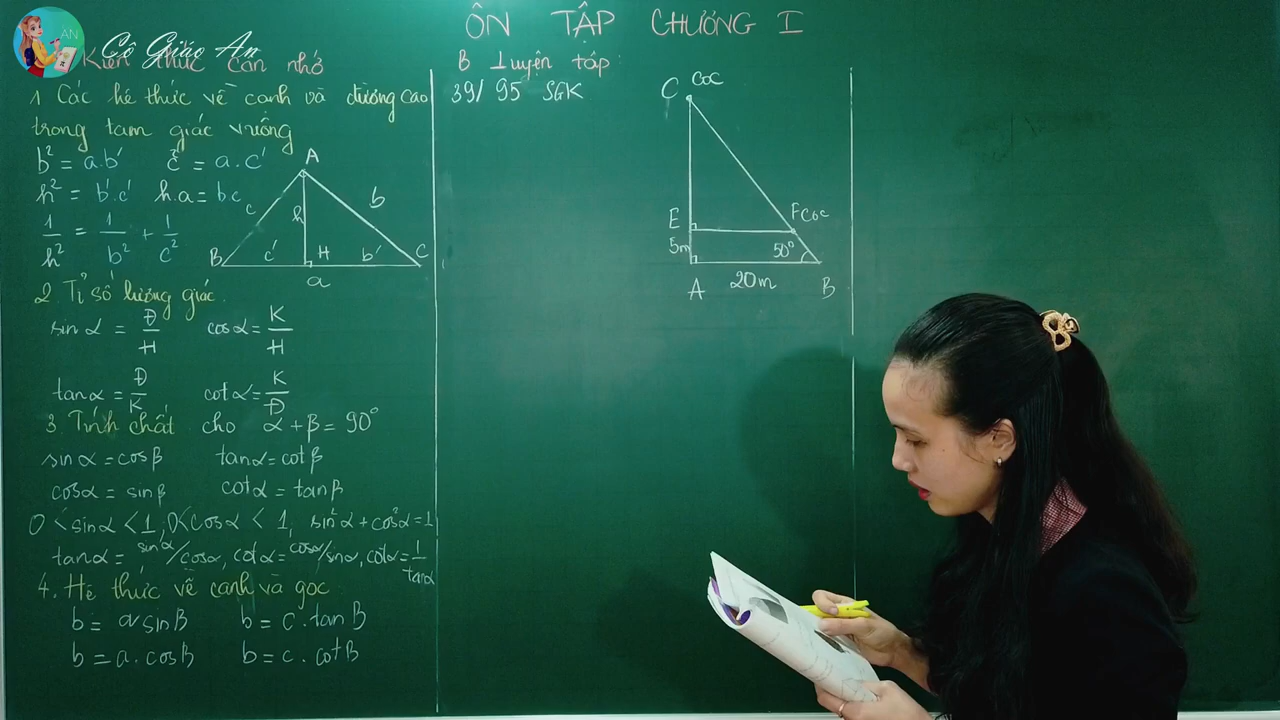 AN
Cô Giáo An
ÔN TẬP CHƯƠNG I
Kiến thức cần nhớ
1 Các hệ thức về cạnh và đường cao
trong tam giác vuông
b² = a.b' c² = a.c'
h² = b'.c' h.a = bc
1/h² = 1/b² + 1/c²
A
c
h
b
B
c'
H
b'
C
a
2. Tỉ số lượng giác.
sin α = Đ/H cos α = K/H
tan α = Đ/K cot α = K/Đ
3. Tính chất cho α + β = 90°
sin α = cos β tan α = cot β
cos α = sin β cot α = tan β
0 < sin α < 1, 0 < cos α < 1, sin² α + cos² α = 1
tan α = sin α/cos α, cot α = cos α/sin α, cot α = 1/tan α
4. Hệ thức về cạnh và góc
b = a sin B b = c . tan B
b = a . cos B b = c . cot B
B Luyện tập:
39/ 95 SGK
C CỌC
E
F CỌC
5m
50°
20m
A
B